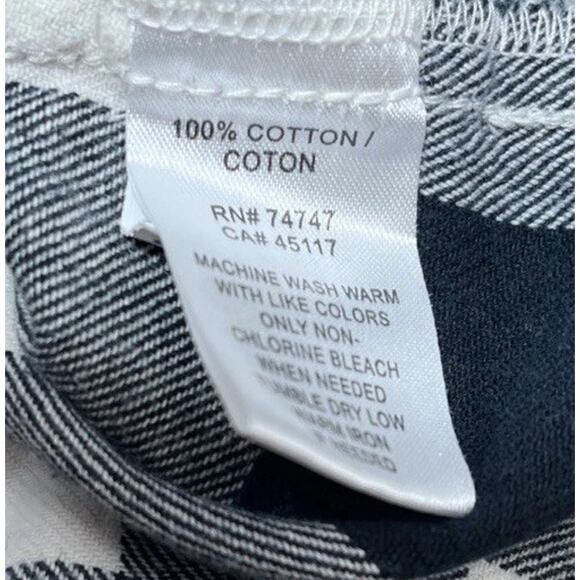 100% COTTON /
COTON
RN# 74747
CA# 45117
MACHINE WASH WARM
WITH LIKE COLORS
ONLY NON-
CHLORINE BLEACH
WHEN NEEDED
TUMBLE DRY LOW
WARM IRON
IF NEEDED